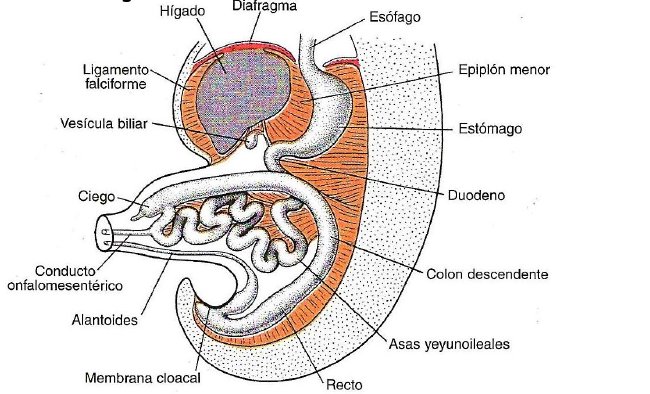 Hígado
Diafragma
Esófago
Ligamento
falciforme
Epiplón menor
Vesícula biliar
Estómago
Ciego
Duodeno
Conducto
onfalomesentérico
Colon descendente
Alantoides
Asas yeyunoileales
Membrana cloacal
Recto